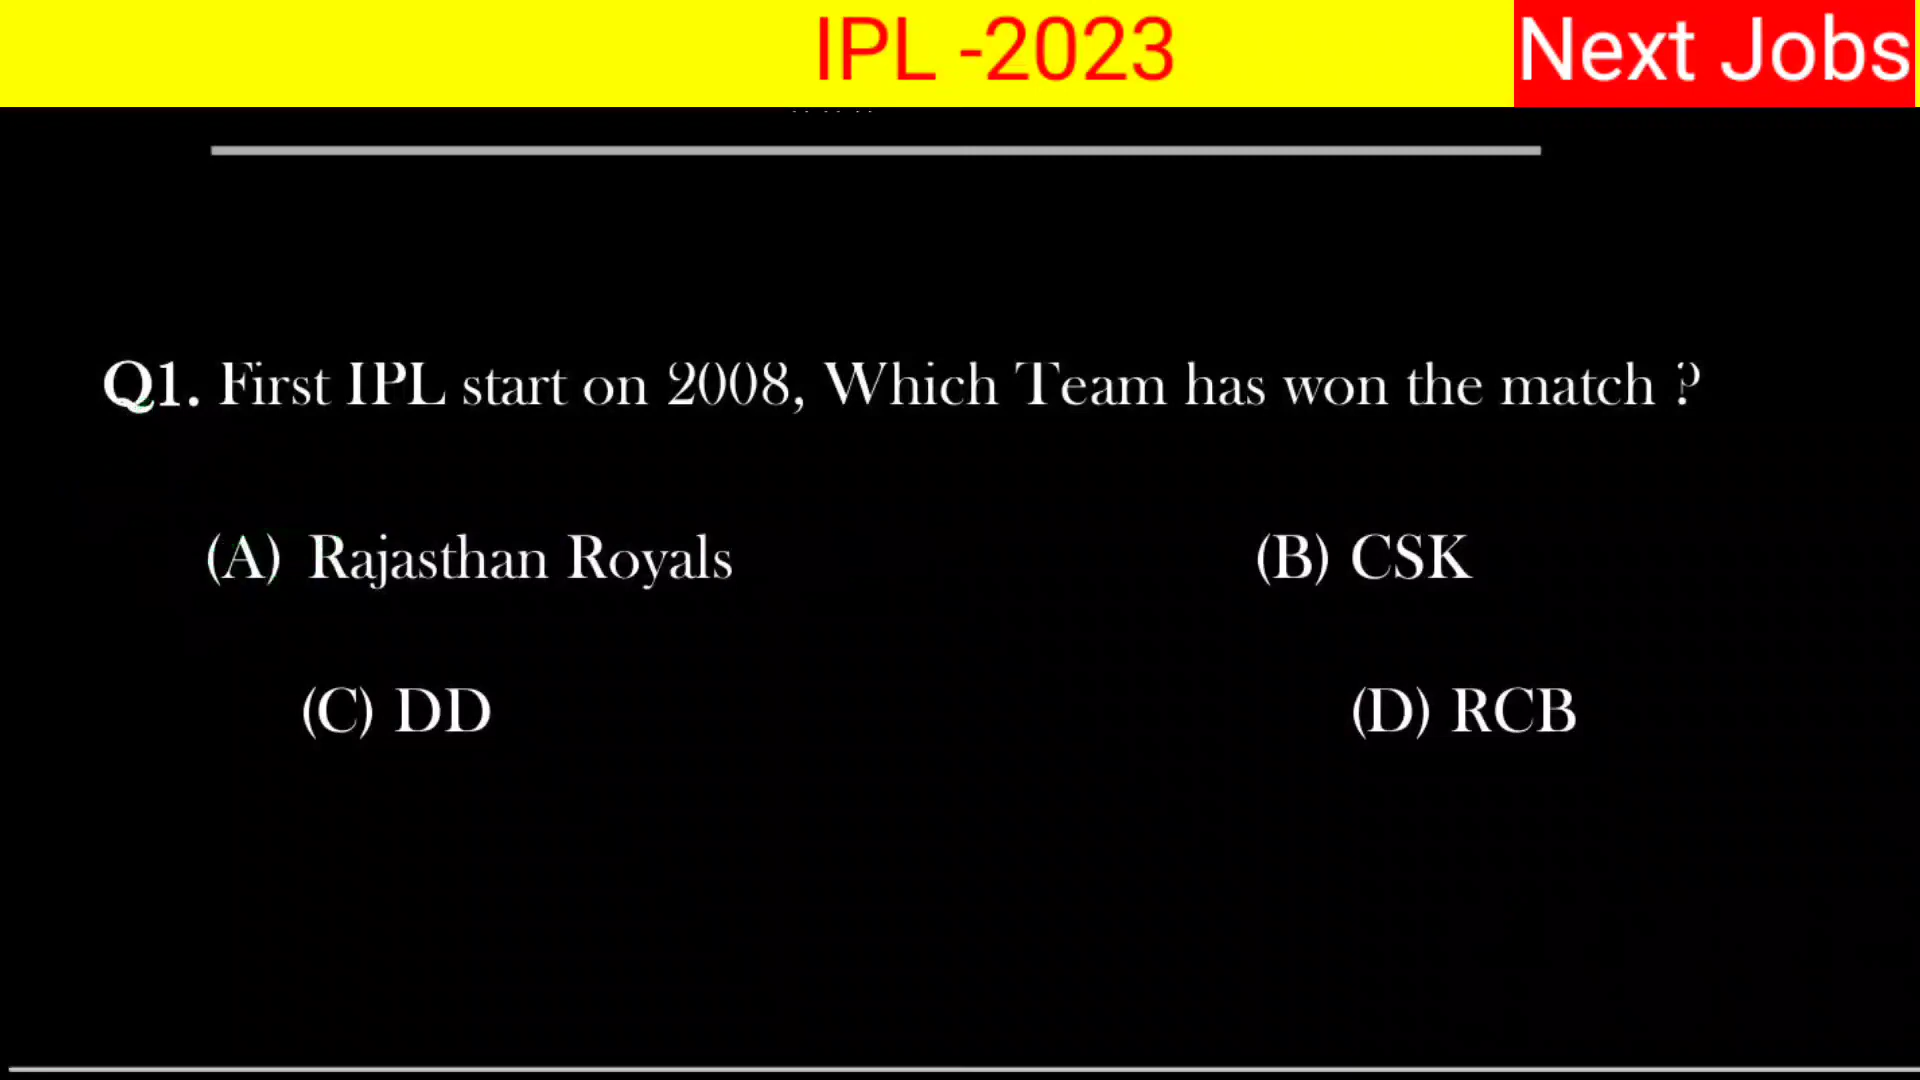 IPL -2023
Next Jobs
Q1. First IPL start on 2008, Which Team has won the match ?
(A) Rajasthan Royals
(B) CSK
(C) DD
(D) RCB